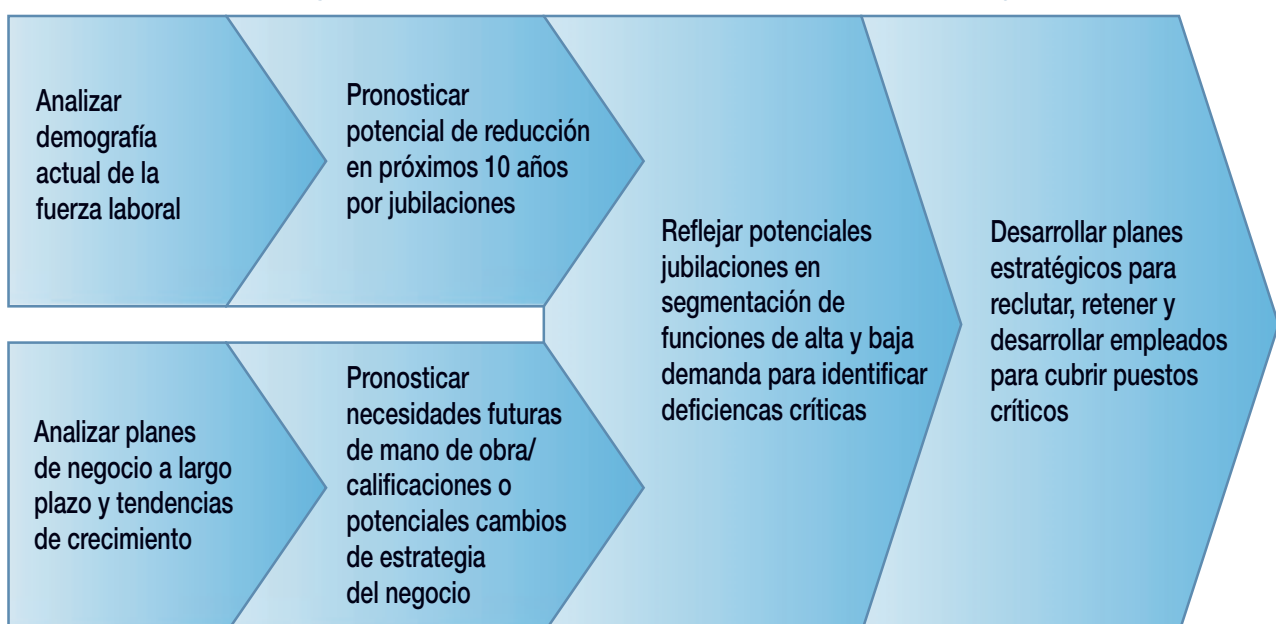 Analizar
demografía
actual de la
fuerza laboral
Pronosticar
potencial de reducción
en próximos 10 años
por jubilaciones
Analizar planes
de negocio a largo
plazo y tendencias
de crecimiento
Pronosticar
necesidades futuras
de mano de obra/
calificaciones o
potenciales cambios
de estrategia
del negocio
Reflejar potenciales
jubilaciones en
segmentación de
funciones de alta y baja
demanda para identificar
deficiencas críticas
Desarrollar planes
estratégicos para
reclutar, retener y
desarrollar empleados
para cubrir puestos
críticos